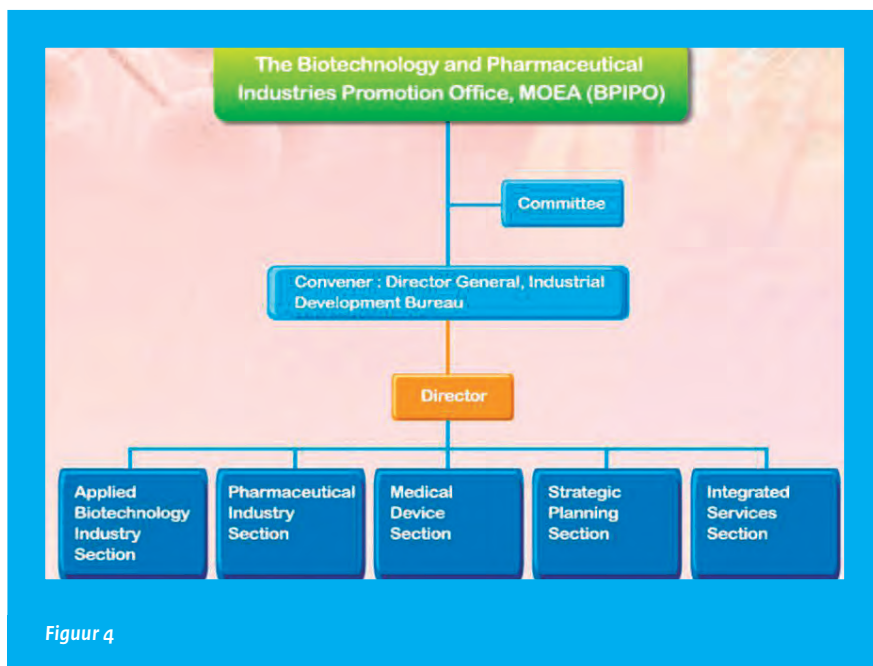 The Biotechnology and Pharmaceutical
Industries Promotion Office, MOEA (BPIPO)
Committee
Convener : Director General, Industrial
Development Bureau
Director
Applied
Biotechnology
Industry
Section
Pharmaceutical
Industry
Section
Medical
Device
Section
Strategic
Planning
Section
Integrated
Services
Section
Figuur 4